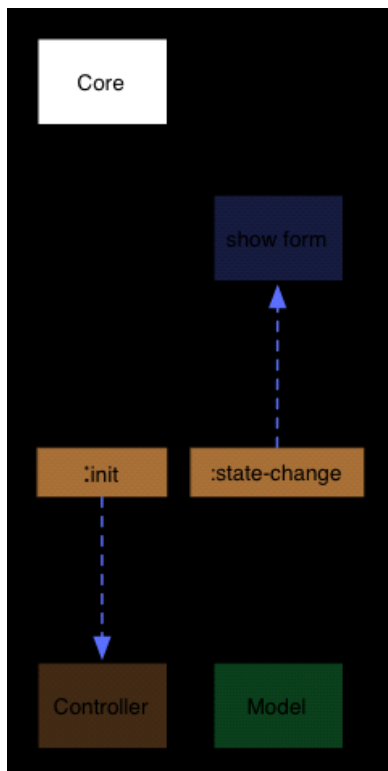 Core
show form
:init
:state-change
Controller
Model